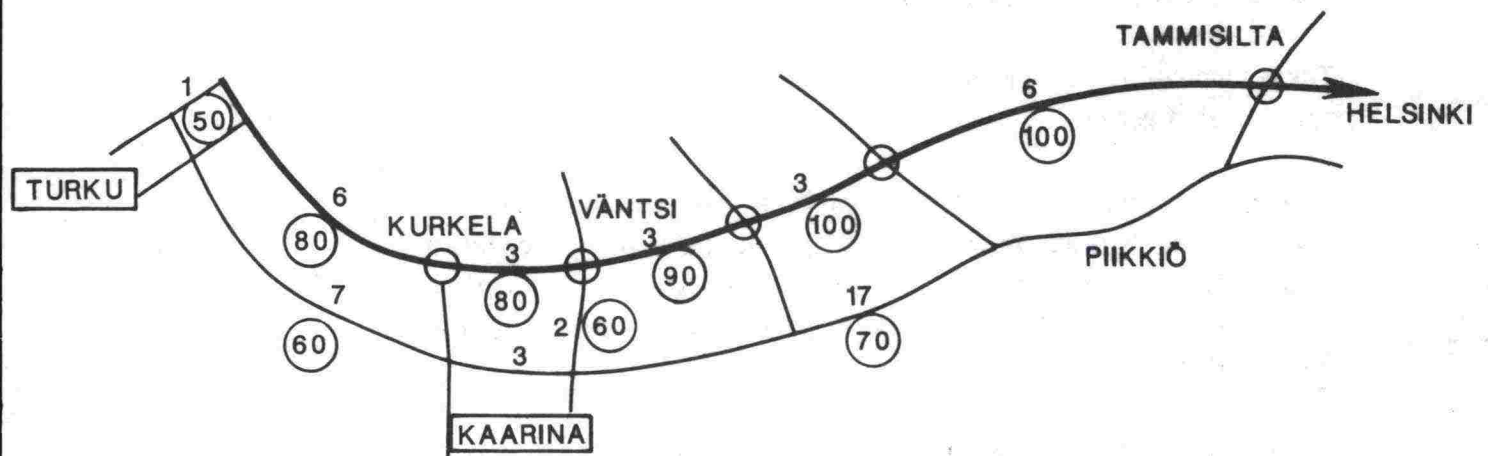 TAMMISILTA
1
50
6
100
HELSINKI
TURKU
6
80
KURKELA
VÄNTSI
3
100
3
80
3
90
PIIKKIÖ
7
60
2
60
3
17
70
KAARINA